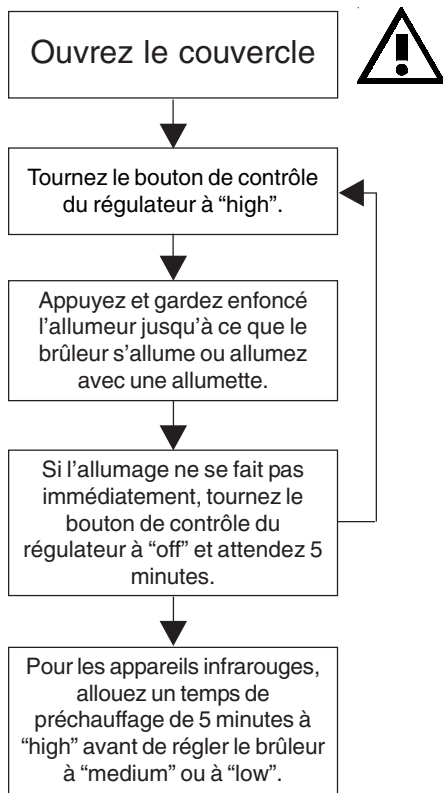 Ouvrez le couvercle
Tournez le bouton de contrôle
du régulateur à “high”.
Appuyez et gardez enfoncé
l’allumeur jusqu’à ce que le
brûleur s’allume ou allumez
avec une allumette.
Si l’allumage ne se fait pas
immédiatement, tournez le
bouton de contrôle du
régulateur à “off” et attendez 5
minutes.
Pour les appareils infrarouges,
allouez un temps de
préchauffage de 5 minutes à
“high” avant de régler le brûleur
à “medium” ou à “low”.